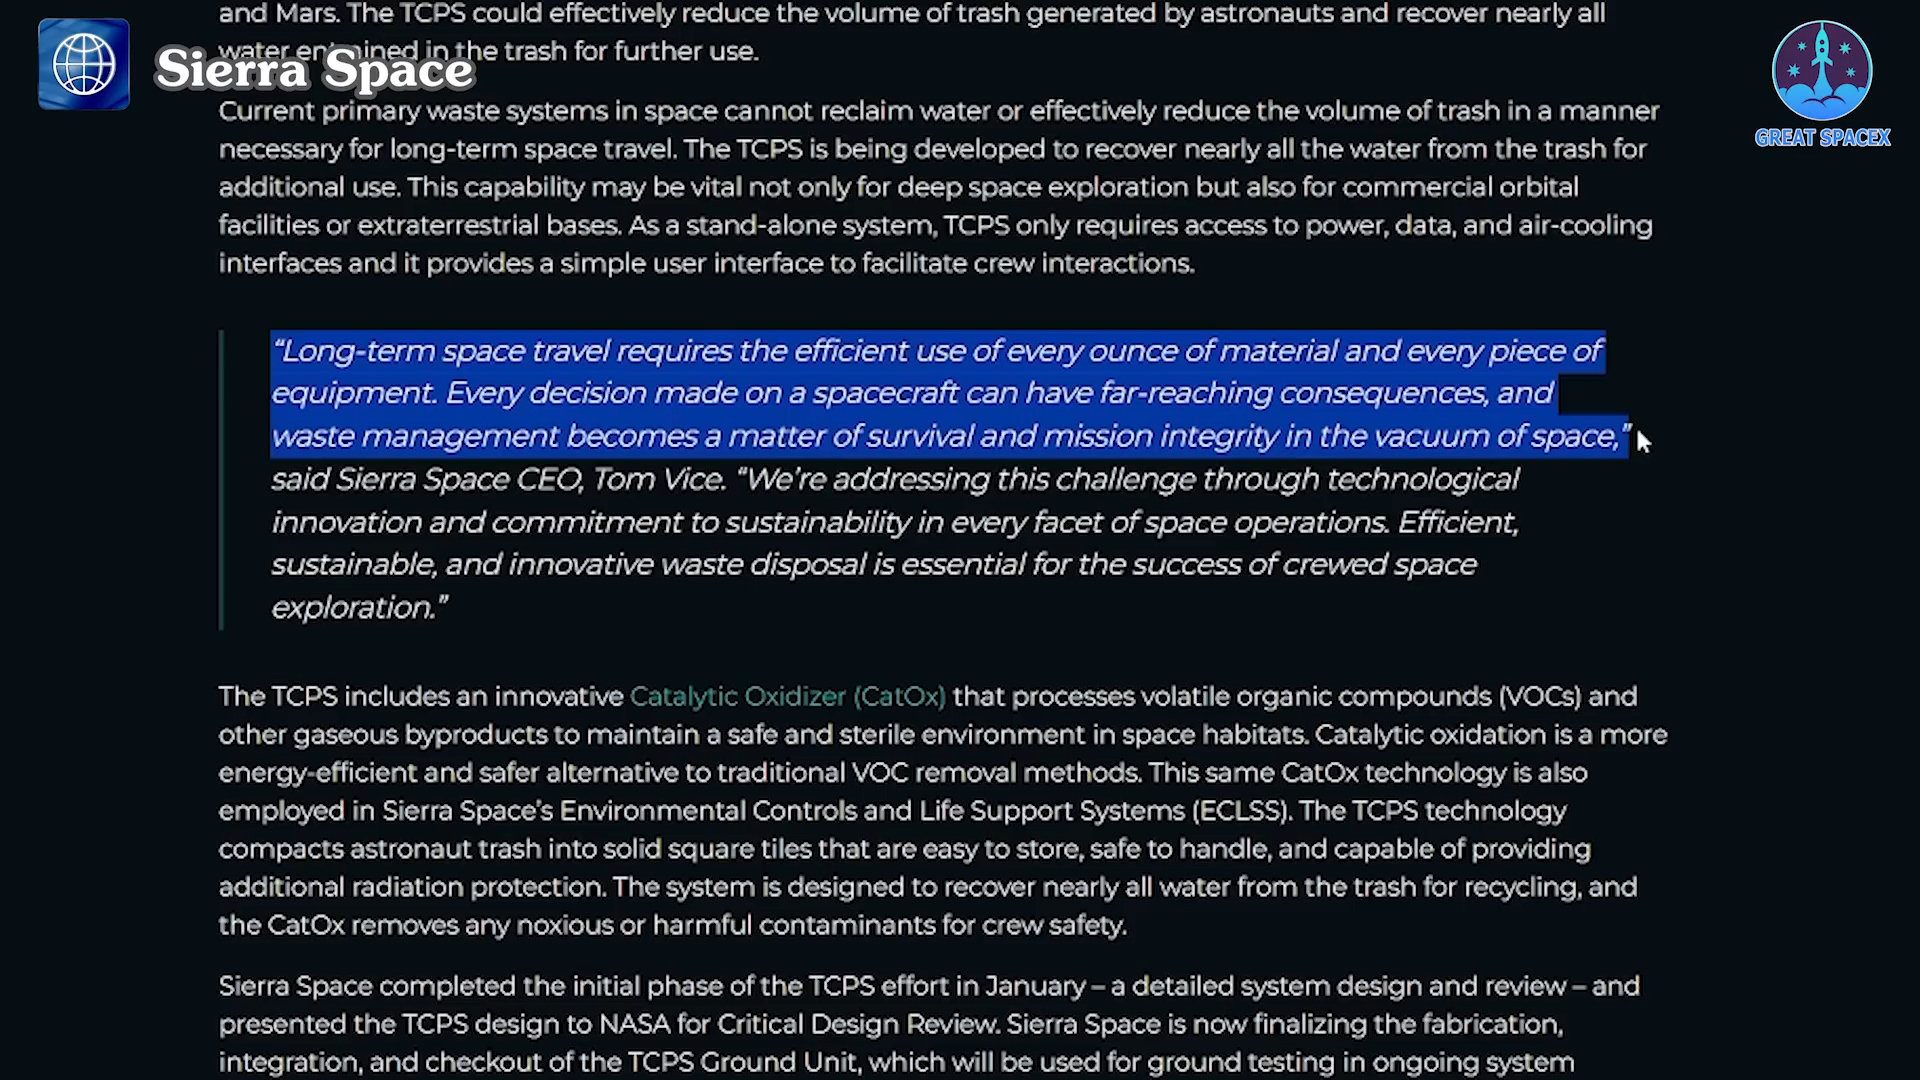 and Mars. The TCPS could effectively reduce the volume of trash generated by astronauts and recover nearly all
water entrained in the trash for further use.
Sierra Space
GREAT SPACEX
Current primary waste systems in space cannot reclaim water or effectively reduce the volume of trash in a manner
necessary for long-term space travel. The TCPS is being developed to recover nearly all the water from the trash for
additional use. This capability may be vital not only for deep space exploration but also for commercial orbital
facilities or extraterrestrial bases. As a stand-alone system, TCPS only requires access to power, data, and air-cooling
interfaces and it provides a simple user interface to facilitate crew interactions.
“Long-term space travel requires the efficient use of every ounce of material and every piece of
equipment. Every decision made on a spacecraft can have far-reaching consequences, and
waste management becomes a matter of survival and mission integrity in the vacuum of space,”
said Sierra Space CEO, Tom Vice. “We’re addressing this challenge through technological
innovation and commitment to sustainability in every facet of space operations. Efficient,
sustainable, and innovative waste disposal is essential for the success of crewed space
exploration.”
The TCPS includes an innovative Catalytic Oxidizer (CatOx) that processes volatile organic compounds (VOCs) and
other gaseous byproducts to maintain a safe and sterile environment in space habitats. Catalytic oxidation is a more
energy-efficient and safer alternative to traditional VOC removal methods. This same CatOx technology is also
employed in Sierra Space’s Environmental Controls and Life Support Systems (ECLSS). The TCPS technology
compacts astronaut trash into solid square tiles that are easy to store, safe to handle, and capable of providing
additional radiation protection. The system is designed to recover nearly all water from the trash for recycling, and
the CatOx removes any noxious or harmful contaminants for crew safety.
Sierra Space completed the initial phase of the TCPS effort in January – a detailed system design and review – and
presented the TCPS design to NASA for Critical Design Review. Sierra Space is now finalizing the fabrication,
integration, and checkout of the TCPS Ground Unit, which will be used for ground testing in ongoing system